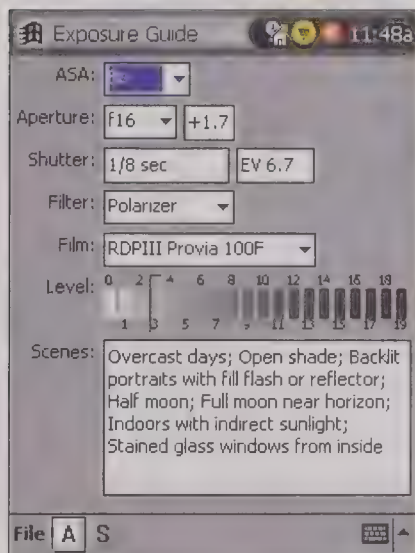 Exposure Guide 11:48a
ASA:
Aperture: f16 +1.7
Shutter: 1/8 sec EV 6.7
Filter: Polarizer
Film: RDPIII Provia 100F
Level: 0 2 4 6 8 10 12 14 16 18
1 3 5 7 9 11 13 15 17 19
Scenes: Overcast days; Open shade; Backlit
portraits with fill flash or reflector;
Half moon; Full moon near horizon;
Indoors with indirect sunlight;
Stained glass windows from inside
File A S